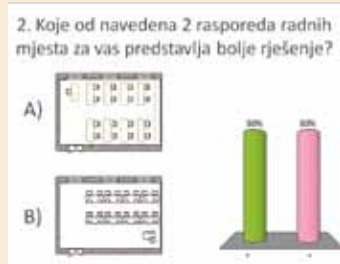 2. Koje od navedena 2 rasporeda radnih
mjesta za vas predstavlja bolje rješenje?
A)
B)